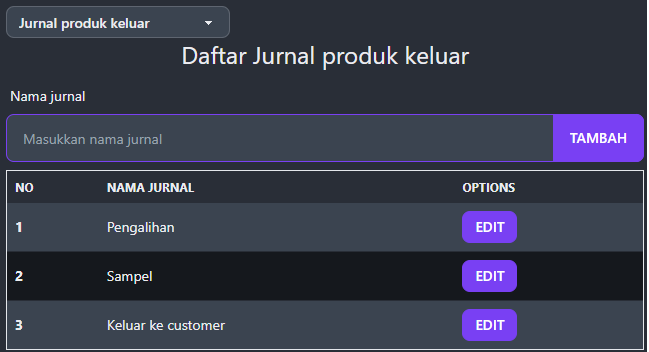 Jurnal produk keluar
Daftar Jurnal produk keluar
Nama jurnal
Masukkan nama jurnal TAMBAH
NO NAMA JURNAL OPTIONS
1 Pengalihan EDIT
2 Sampel EDIT
3 Keluar ke customer EDIT